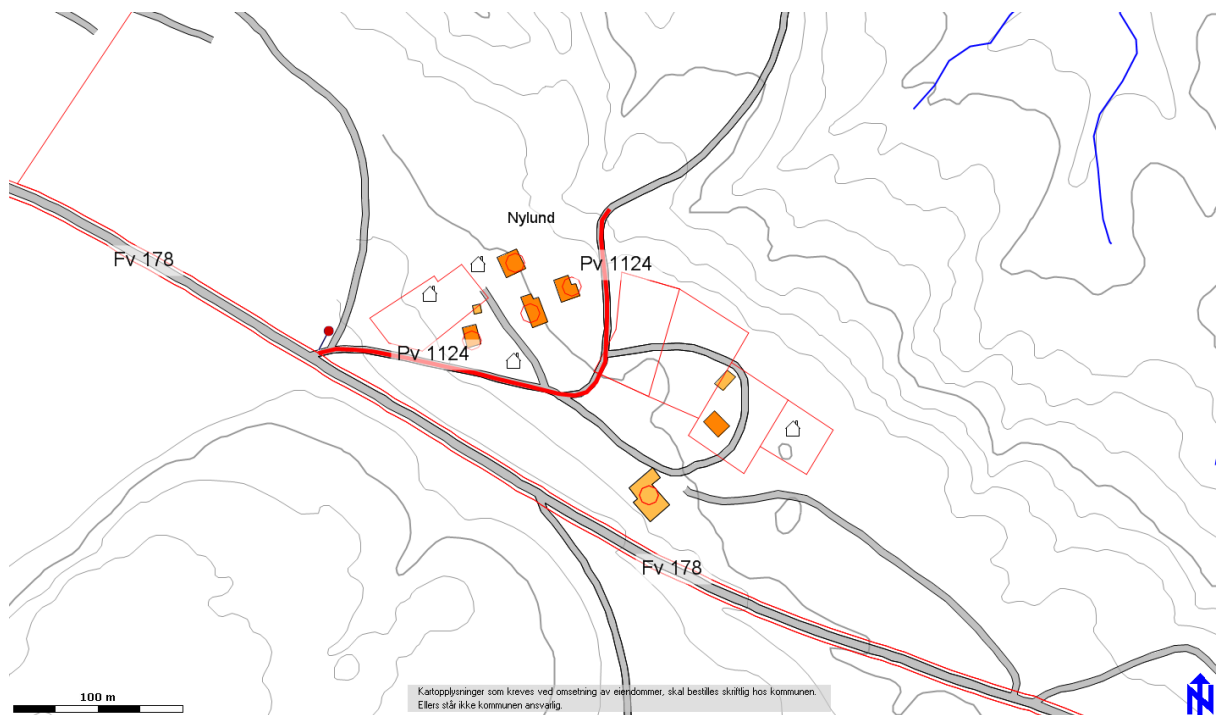 Nylund
Fv 178
Pv 1124
Pv 1124
Fv 178
100 m
Kartopplysninger som kreves ved omsetning av eiendommer, skal bestilles skriftlig hos kommunen.
Ellers står ikke kommunen ansvarlig.
N